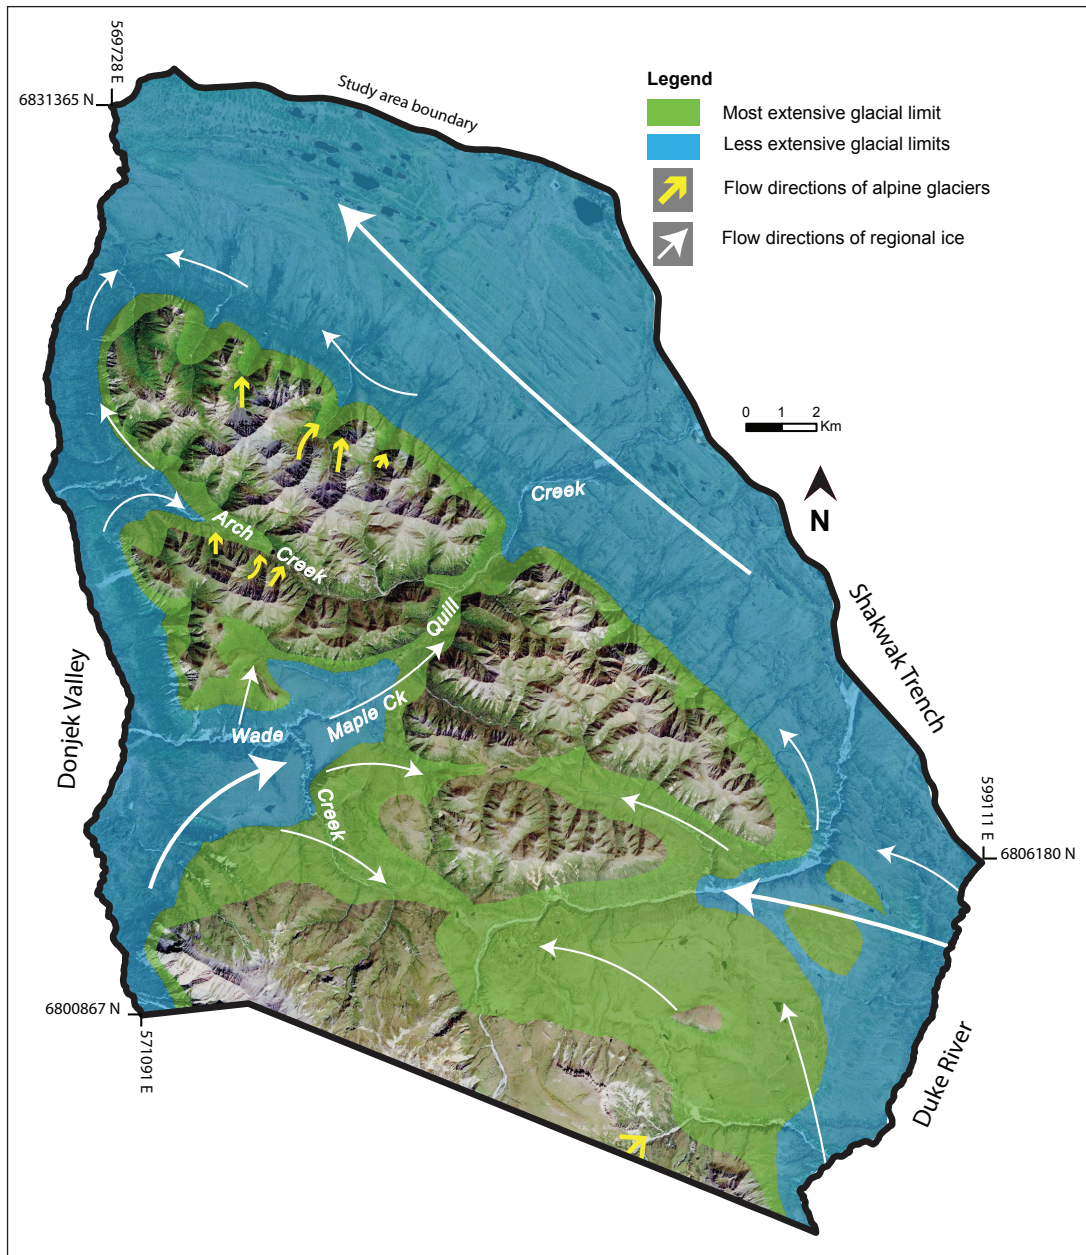 569728 E
6831365 N
Study area boundary
Legend
Most extensive glacial limit
Less extensive glacial limits
Flow directions of alpine glaciers
Flow directions of regional ice
0 1 2
Km
N
Creek
Arch
Creek
Quill
Maple Ck
Wade
Creek
Donjek Valley
Shakwak Trench
599111 E
6806180 N
6800867 N
571091 E
Duke River